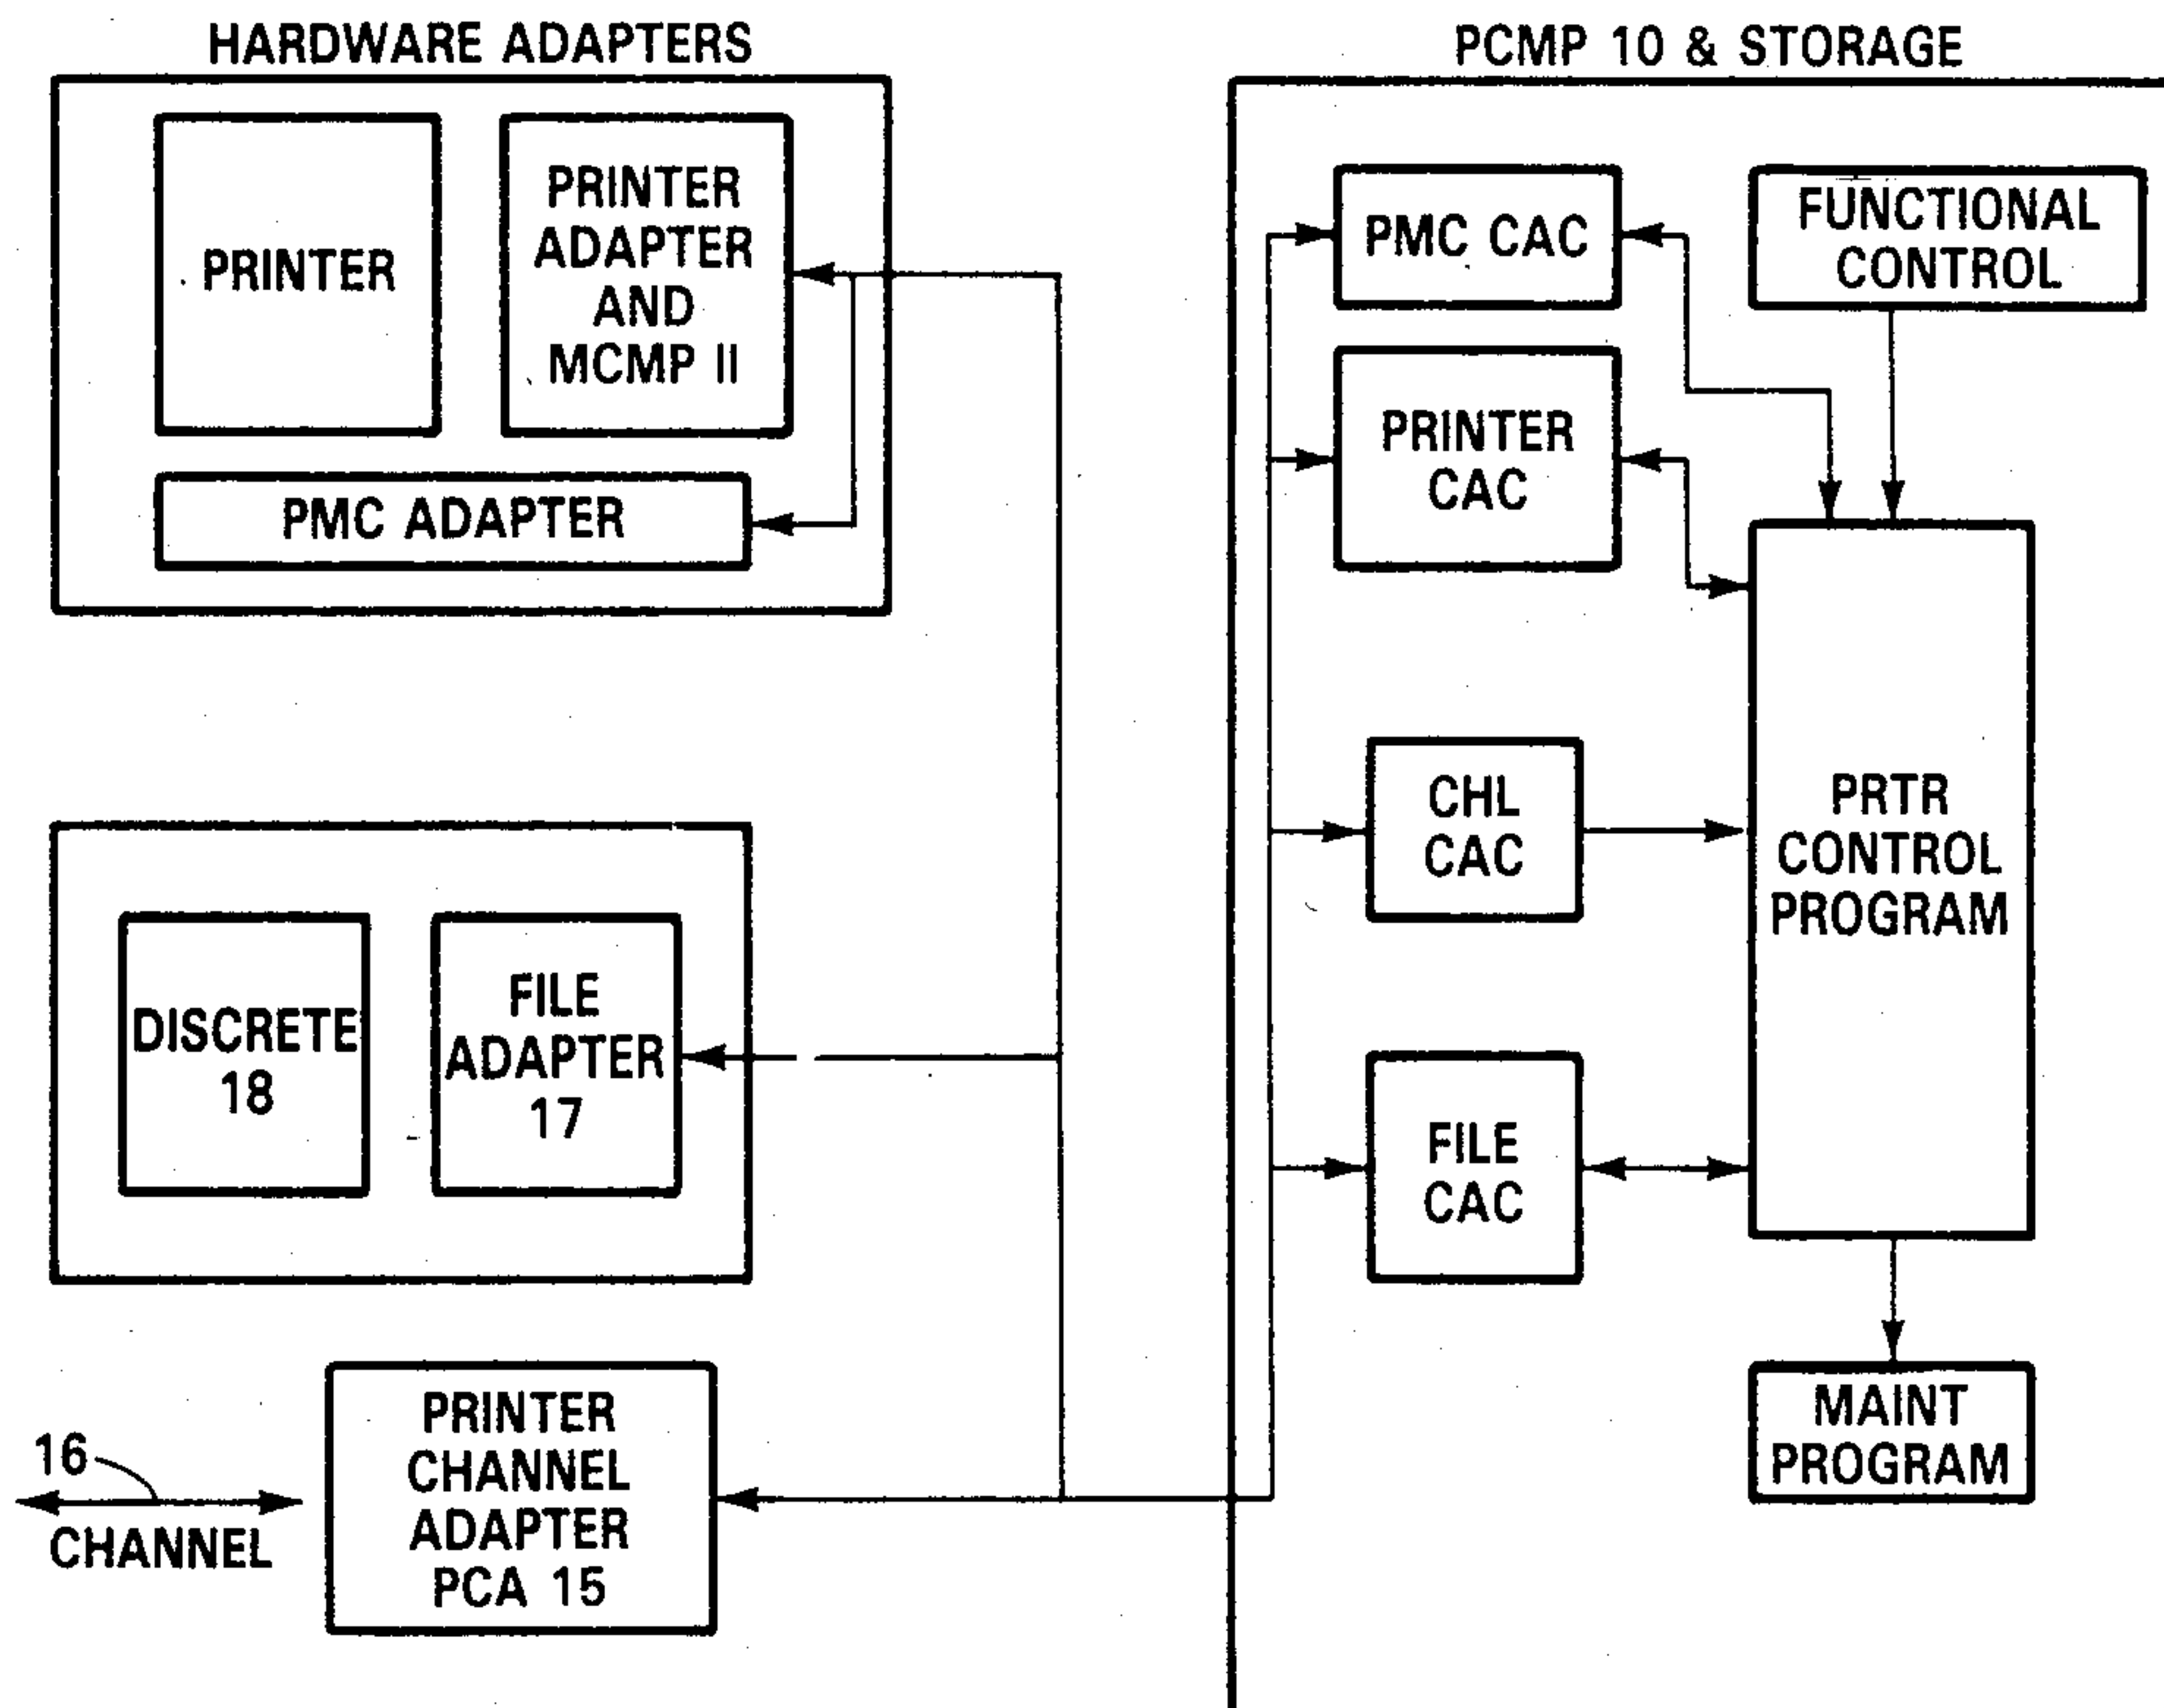 HARDWARE ADAPTERS
PRINTER
PRINTER
ADAPTER
AND
MCMP II
PMC ADAPTER
DISCRETE
18
FILE
ADAPTER
17
PRINTER
CHANNEL
ADAPTER
PCA 15
16
CHANNEL
PCMP 10 & STORAGE
PMC CAC
FUNCTIONAL
CONTROL
PRINTER
CAC
CHL
CAC
FILE
CAC
PRTR
CONTROL
PROGRAM
MAINT
PROGRAM